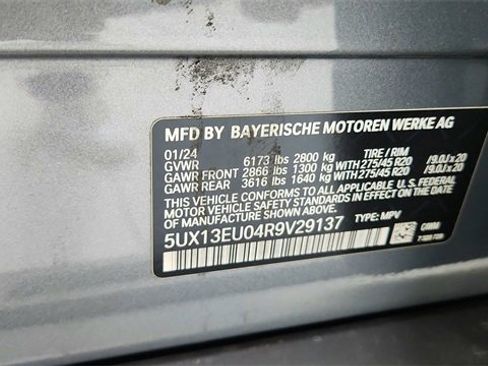 MFD BY BAYERISCHE MOTOREN WERKE AG
01/24 TIRE / RIM
GVWR 6173 lbs 2800 kg
GAWR FRONT 2866 lbs 1300 kg WITH 275/45 R20 /9.0J x 20
GAWR REAR 3616 lbs 1640 kg WITH 275/45 R20 /9.0J x 20
THIS VEHICLE CONFORMS TO ALL APPLICABLE U.S. FEDERAL
MOTOR VEHICLE SAFETY STANDARDS IN EFFECT ON THE DATE
OF MANUFACTURE SHOWN ABOVE.
5UX13EU04R9V29137 TYPE: MPV